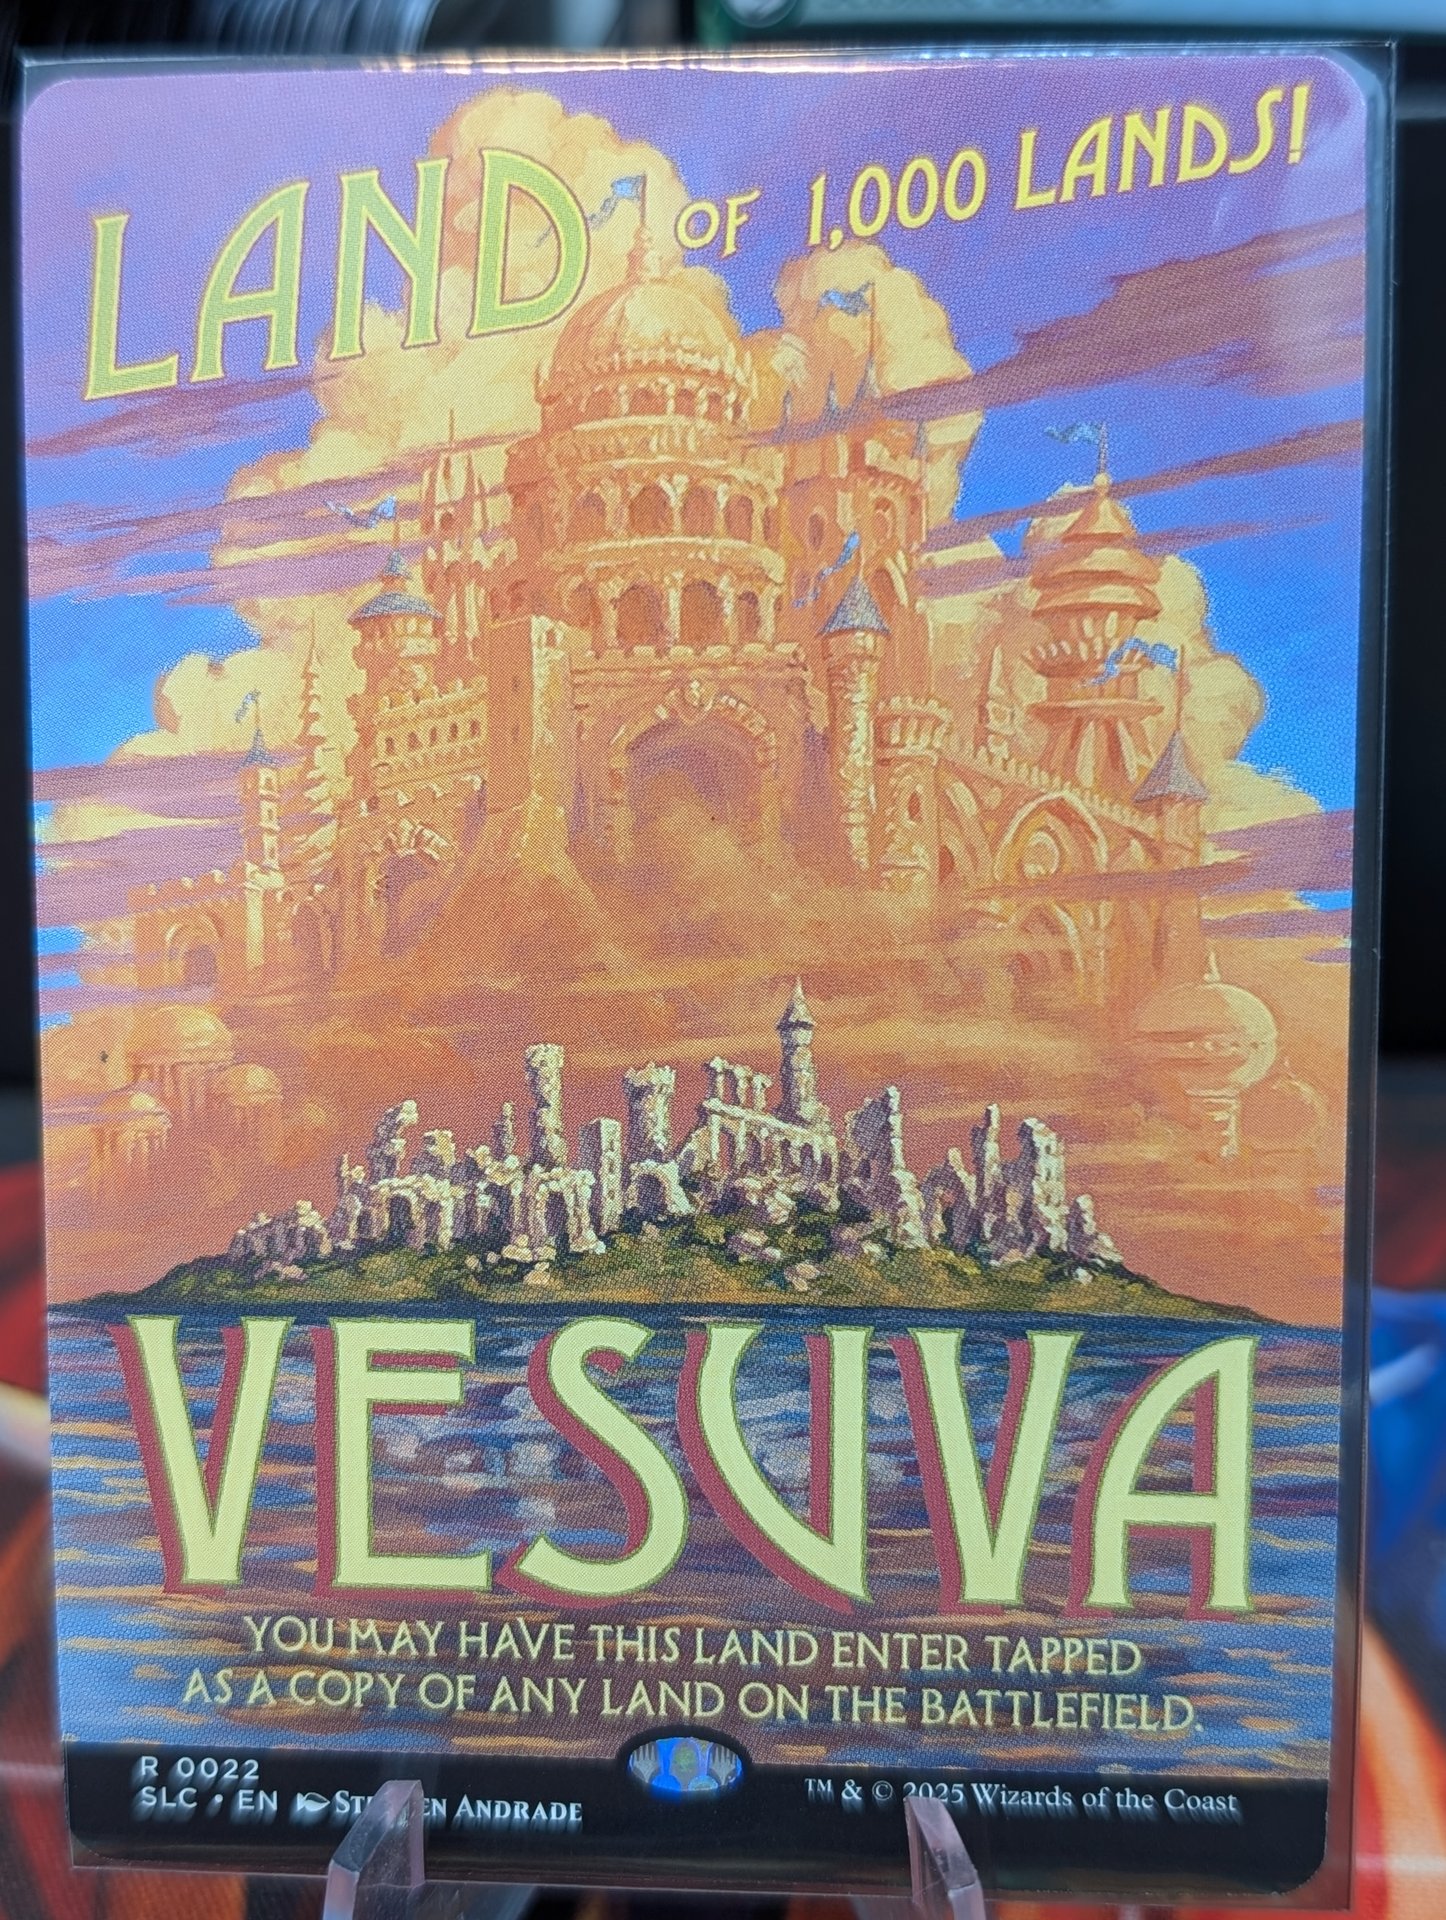 LAND OF 1,000 LANDS!
VESUVA
YOU MAY HAVE THIS LAND ENTER TAPPED
AS A COPY OF ANY LAND ON THE BATTLEFIELD.
R 0022
SLC • EN ANDRADE
™ & © 2025 Wizards of the Coast